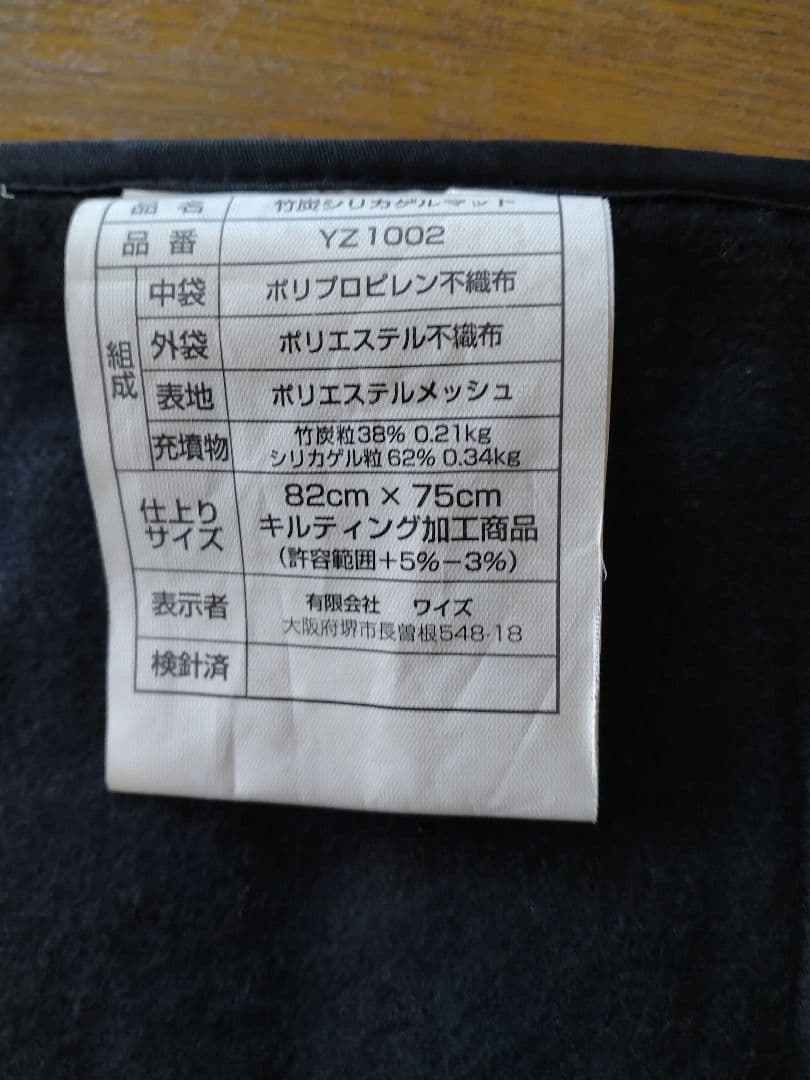 品名 竹炭シリカゲルマット
品番 YZ1002
組成 中袋 ポリプロピレン不織布
外袋 ポリエステル不織布
表地 ポリエステルメッシュ
充填物 竹炭粒38% 0.21kg
シリカゲル粒62% 0.34kg
仕上りサイズ 82cm×75cm
キルティング加工商品
(許容範囲+5%-3%)
表示者 有限会社 ワイズ
大阪府堺市長曽根548-18
検針済